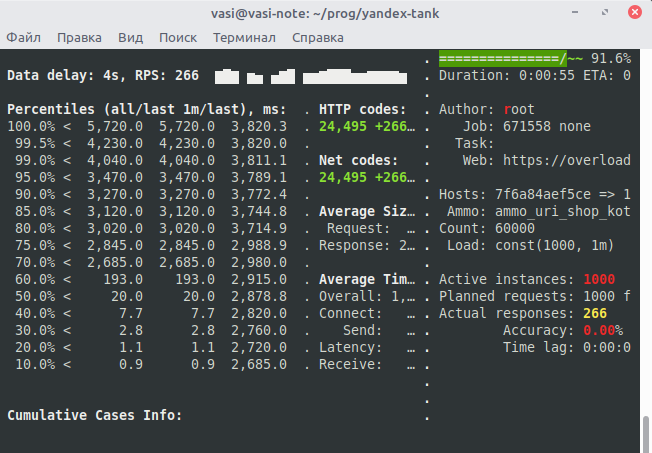 vasi@vasi-note: ~/prog/yandex-tank
Файл Правка Вид Поиск Терминал Справка
. ===============/~~ 91.6%
Data delay: 4s, RPS: 266 . Duration: 0:00:55 ETA: 0
.
Percentiles (all/last 1m/last), ms: . HTTP codes: . Author: root
100.0% < 5,720.0 5,720.0 3,820.3 . 24,495 +266… . Job: 671558 none
99.5% < 4,230.0 4,230.0 3,820.0 . . Task:
99.0% < 4,040.0 4,040.0 3,811.1 . Net codes: . Web: https://overload
95.0% < 3,470.0 3,470.0 3,789.1 . 24,495 +266… .
90.0% < 3,270.0 3,270.0 3,772.4 . . Hosts: 7f6a84aef5ce => 1
85.0% < 3,120.0 3,120.0 3,744.8 . Average Siz… . Ammo: ammo_uri_shop_kot
80.0% < 3,020.0 3,020.0 3,714.9 . Request: … . Count: 60000
75.0% < 2,845.0 2,845.0 2,988.9 . Response: 2… . Load: const(1000, 1m)
70.0% < 2,685.0 2,685.0 2,980.0 . .
60.0% < 193.0 193.0 2,915.0 . Average Tim… . Active instances: 1000
50.0% < 20.0 20.0 2,878.8 . Overall: 1,… . Planned requests: 1000 f
40.0% < 7.7 7.7 2,820.0 . Connect: … . Actual responses: 266
30.0% < 2.8 2.8 2,760.0 . Send: … . Accuracy: 0.00%
20.0% < 1.1 1.1 2,720.0 . Latency: … . Time lag: 0:00:0
10.0% < 0.9 0.9 2,685.0 . Receive: … .
.
.
Cumulative Cases Info: .